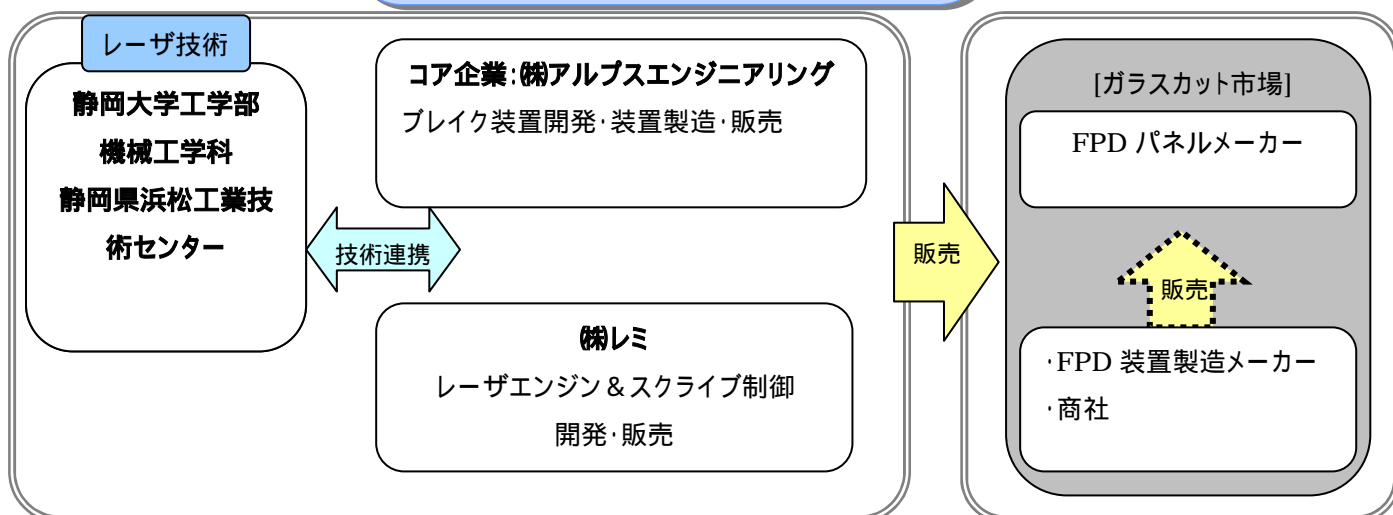 レーザ技術
静岡大学工学部
機械工学科
静岡県浜松工業技
術センター
技術連携
コア企業:㈱アルプスエンジニアリング
ブレイク装置開発・装置製造・販売
㈱レミ
レーザエンジン&スクライブ制御
開発・販売
販売
[ガラスカット市場]
FPD パネルメーカー
販売
・FPD 装置製造メーカー
・商社